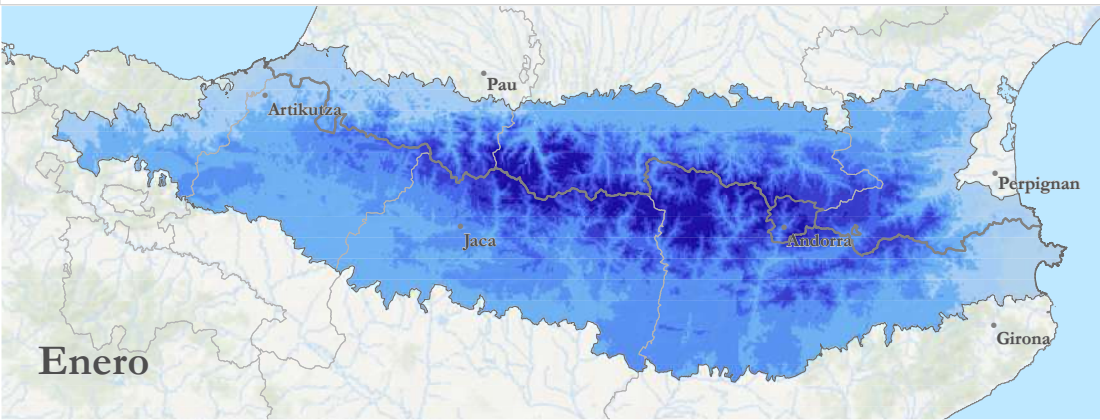 Pau
Artikutza
Perpignan
Jaca
Andorra
Girona
Enero